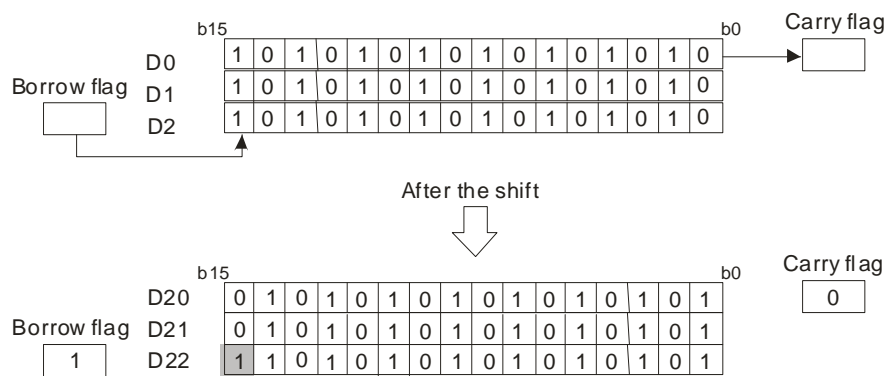 b15 b0 Carry flag
D0 1 0 1 0 1 0 1 0 1 0 1 0 1 0 1 0
Borrow flag D1 1 0 1 0 1 0 1 0 1 0 1 0 1 0 1 0
D2 1 0 1 0 1 0 1 0 1 0 1 0 1 0 1 0
After the shift
b15 b0 Carry flag
D20 0 1 0 1 0 1 0 1 0 1 0 1 0 1 0 1 0
Borrow flag D21 0 1 0 1 0 1 0 1 0 1 0 1 0 1 0 1
1 D22 1 1 0 1 0 1 0 1 0 1 0 1 0 1 0 1